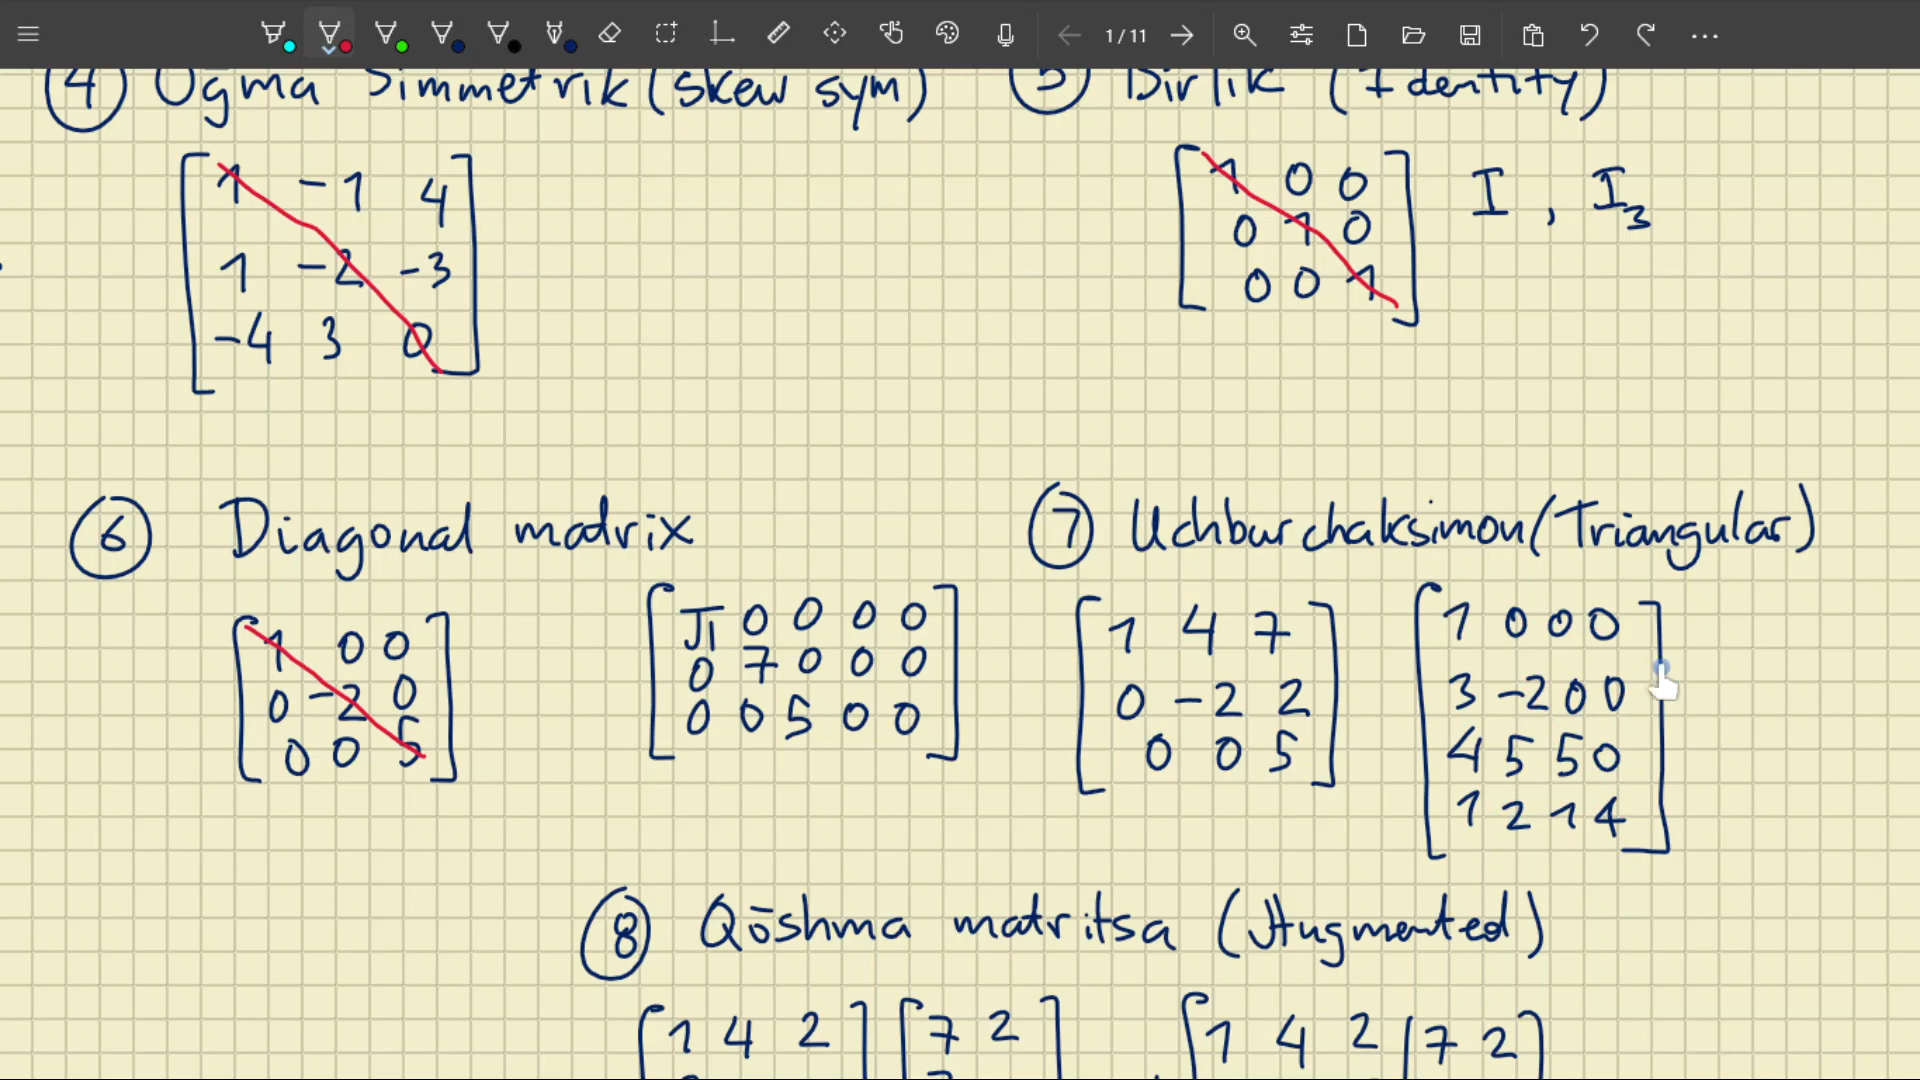 1 / 11
④ Ōgma Simmetrik (skew sym)
⑤ Birlik (Identity)
1 -1 4
1 -2 -3
-4 3 0
1 0 0
0 1 0
0 0 1
I , I3
⑥ Diagonal matrix
1 0 0
0 -2 0
0 0 5
π 0 0 0 0
0 7 0 0 0
0 0 5 0 0
⑦ Uchburchaksimon (Triangular)
1 4 7
0 -2 2
0 0 5
1 0 0 0
3 -2 0 0
4 5 5 0
1 2 1 4
⑧ Qōshma matritsa (Augmented)
1 4 2
7 2
1 4 2 | 7 2